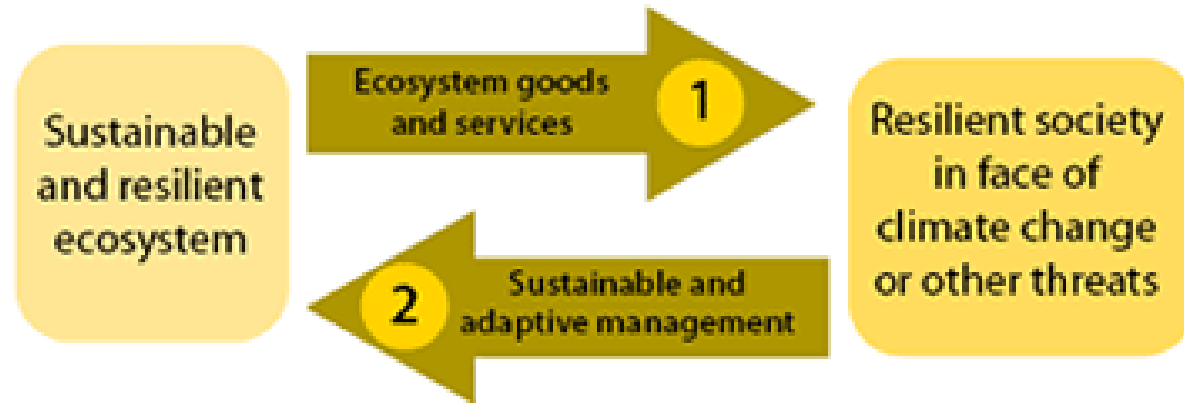 Sustainable
and resilient
ecosystem
Ecosystem goods
and services
1
Resilient society
in face of
climate change
or other threats
2
Sustainable and
adaptive management